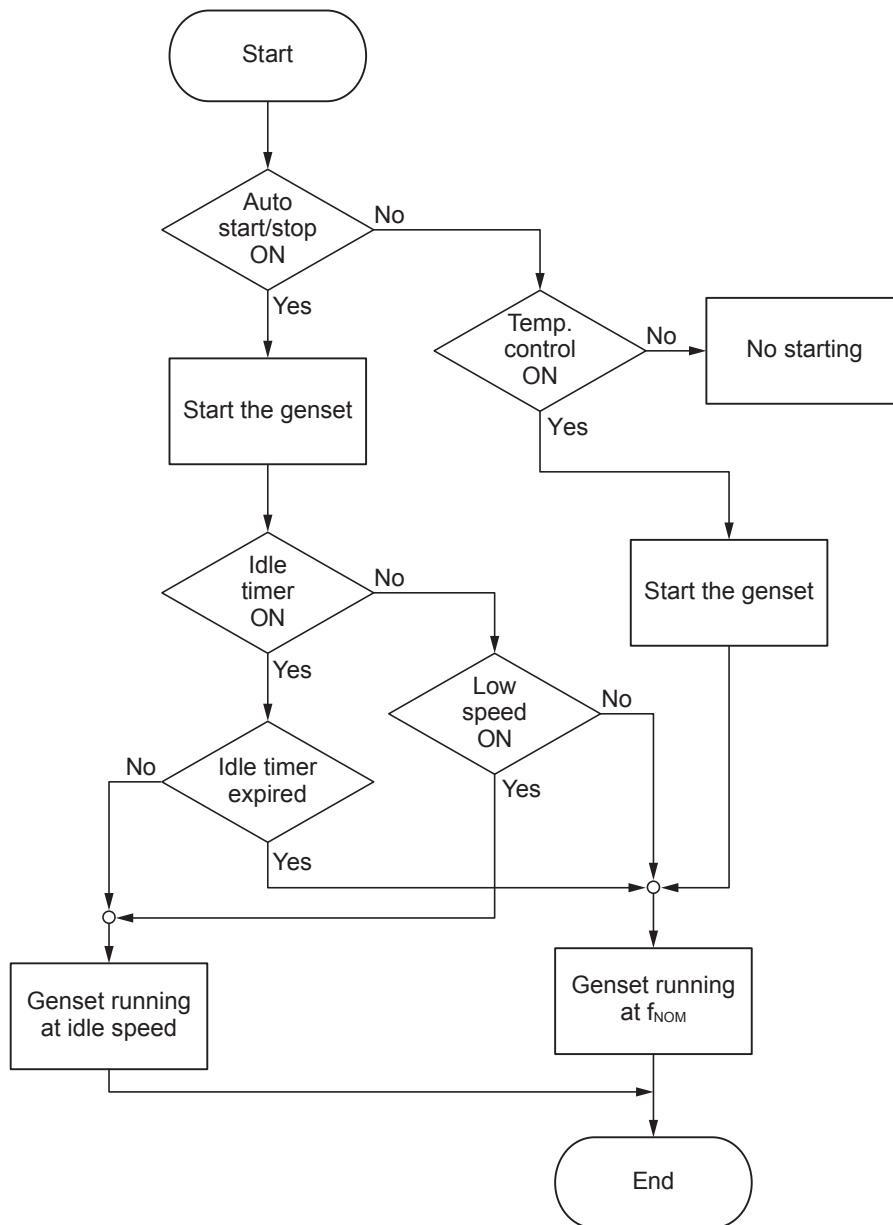 Start
Auto
start/stop
ON
No
Yes
Temp.
control
ON
No
No starting
Yes
Start the genset
Start the genset
Idle
timer
ON
No
Yes
Low
speed
ON
No
Yes
Idle timer
expired
No
Yes
Genset running
at idle speed
Genset running
at fNOM
End